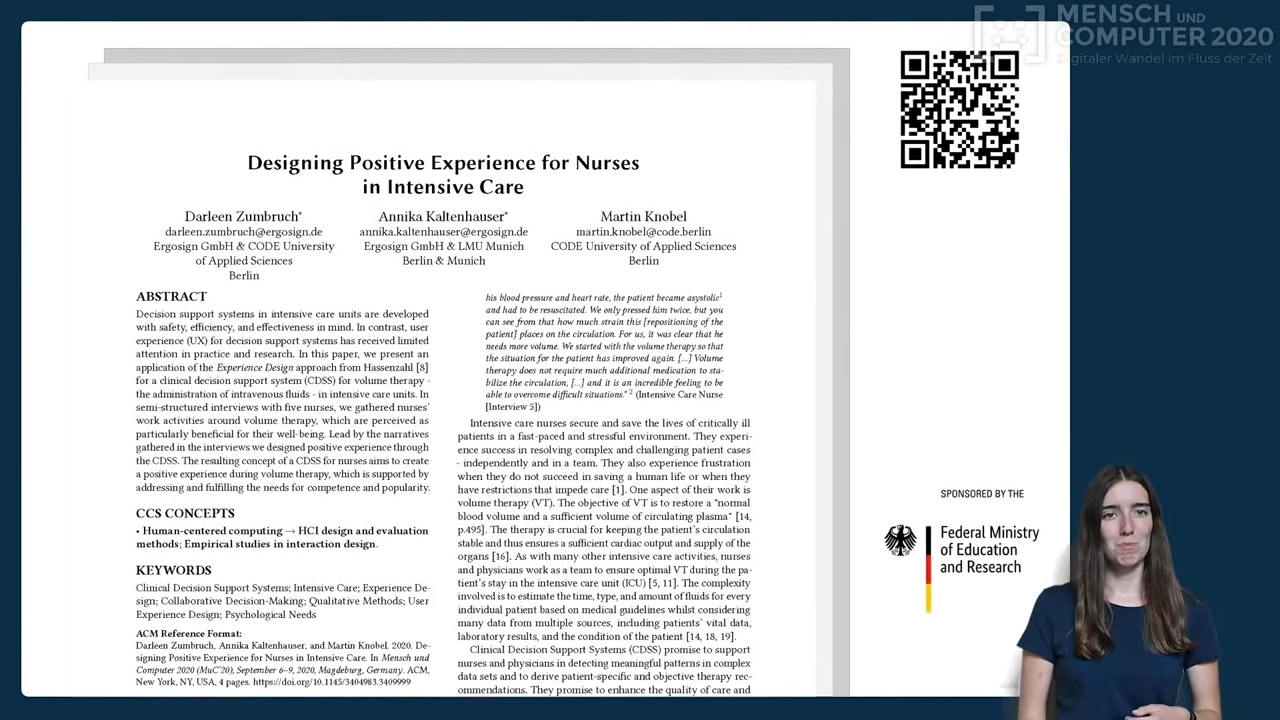 MENSCH UND
COMPUTER 2020
Digitaler Wandel im Fluss der Zeit
Designing Positive Experience for Nurses
in Intensive Care
Darleen Zumbruch*
darleen.zumbruch@ergosign.de
Ergosign GmbH & CODE University
of Applied Sciences
Berlin
Annika Kaltenhauser*
annika.kaltenhauser@ergosign.de
Ergosign GmbH & LMU Munich
Berlin & Munich
Martin Knobel
martin.knobel@code.berlin
CODE University of Applied Sciences
Berlin
ABSTRACT
Decision support systems in intensive care units are developed
with safety, efficiency, and effectiveness in mind. In contrast, user
experience (UX) for decision support systems has received limited
attention in practice and research. In this paper, we present an
application of the Experience Design approach from Hassenzahl [8]
for a clinical decision support system (CDSS) for volume therapy -
the administration of intravenous fluids - in intensive care units. In
semi-structured interviews with five nurses, we gathered nurses'
work activities around volume therapy, which are perceived as
particularly beneficial for their well-being. Lead by the narratives
gathered in the interviews we designed positive experience through
the CDSS. The resulting concept of a CDSS for nurses aims to create
a positive experience during volume therapy, which is supported by
addressing and fulfilling the needs for competence and popularity.
CCS CONCEPTS
• Human-centered computing → HCI design and evaluation
methods; Empirical studies in interaction design.
KEYWORDS
Clinical Decision Support Systems; Intensive Care; Experience De-
sign; Collaborative Decision-Making; Qualitative Methods; User
Experience Design; Psychological Needs
ACM Reference Format:
Darleen Zumbruch, Annika Kaltenhauser, and Martin Knobel. 2020. De-
signing Positive Experience for Nurses in Intensive Care. In Mensch und
Computer 2020 (MuC'20), September 6–9, 2020, Magdeburg, Germany. ACM,
New York, NY, USA, 4 pages. https://doi.org/10.1145/3404983.3409999
his blood pressure and heart rate, the patient became asystolic1
and had to be resuscitated. We only pressed him twice, but you
can see from that how much strain this [repositioning of the
patient] places on the circulation. For us, it was clear that he
needs more volume. We started with the volume therapy so that
the situation for the patient has improved again. [...] Volume
therapy does not require much additional medication to sta-
bilize the circulation, [...] and it is an incredible feeling to be
able to overcome difficult situations." 2 (Intensive Care Nurse
[Interview 5])
Intensive care nurses secure and save the lives of critically ill
patients in a fast-paced and stressful environment. They experi-
ence success in resolving complex and challenging patient cases
- independently and in a team. They also experience frustration
when they do not succeed in saving a human life or when they
have restrictions that impede care [1]. One aspect of their work is
volume therapy (VT). The objective of VT is to restore a "normal
blood volume and a sufficient volume of circulating plasma" [14,
p.495]. The therapy is crucial for keeping the patient's circulation
stable and thus ensures a sufficient cardiac output and supply of the
organs [16]. As with many other intensive care activities, nurses
and physicians work as a team to ensure optimal VT during the pa-
tient's stay in the intensive care unit (ICU) [5, 11]. The complexity
involved is to estimate the time, type, and amount of fluids for every
individual patient based on medical guidelines whilst considering
many data from multiple sources, including patients' vital data,
laboratory results, and the condition of the patient [14, 18, 19].
Clinical Decision Support Systems (CDSS) promise to support
nurses and physicians in detecting meaningful patterns in complex
data sets and to derive patient-specific and objective therapy rec-
ommendations. They promise to enhance the quality of care and
SPONSORED BY THE
Federal Ministry
of Education
and Research